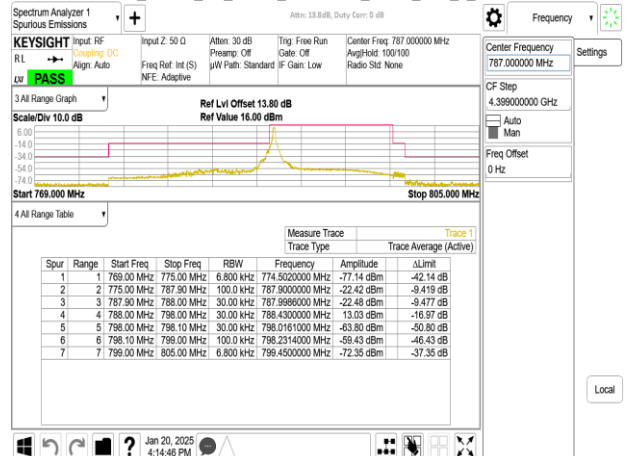 Spectrum Analyzer 1
Spurious Emissions
Attn: 13.8dB, Duty Corr: 0 dB
Frequency
KEYSIGHT
RL
LXI PASS
Input: RF
Coupling: DC
Align: Auto
Input Z: 50 Ω
Freq Ref: Int (S)
NFE: Adaptive
Atten: 30 dB
Preamp: Off
µW Path: Standard
Trig: Free Run
Gate: Off
IF Gain: Low
Center Freq: 787.000000 MHz
Avg|Hold: 100/100
Radio Std: None
Center Frequency
787.000000 MHz
Settings
CF Step
4.399000000 GHz
Auto
Man
Freq Offset
0 Hz
Local
3 All Range Graph
Scale/Div 10.0 dB
Ref Lvl Offset 13.80 dB
Ref Value 16.00 dBm
6.00
-14.0
-34.0
-54.0
-74.0
Start 769.000 MHz
Stop 805.000 MHz
4 All Range Table
Measure Trace Trace 1
Trace Type Trace Average (Active)
Spur Range Start Freq Stop Freq RBW Frequency Amplitude ΔLimit
1 1 769.00 MHz 775.00 MHz 6.800 kHz 774.5020000 MHz -77.14 dBm -42.14 dB
2 2 775.00 MHz 787.90 MHz 100.0 kHz 787.9000000 MHz -22.42 dBm -9.419 dB
3 3 787.90 MHz 788.00 MHz 30.00 kHz 787.9986000 MHz -22.48 dBm -9.477 dB
4 4 788.00 MHz 798.00 MHz 30.00 kHz 788.4300000 MHz 13.03 dBm -16.97 dB
5 5 798.00 MHz 798.10 MHz 30.00 kHz 798.0161000 MHz -63.80 dBm -50.80 dB
6 6 798.10 MHz 799.00 MHz 100.0 kHz 798.2314000 MHz -59.43 dBm -46.43 dB
7 7 799.00 MHz 805.00 MHz 6.800 kHz 799.4500000 MHz -72.35 dBm -37.35 dB
?
Jan 20, 2025
4:14:46 PM